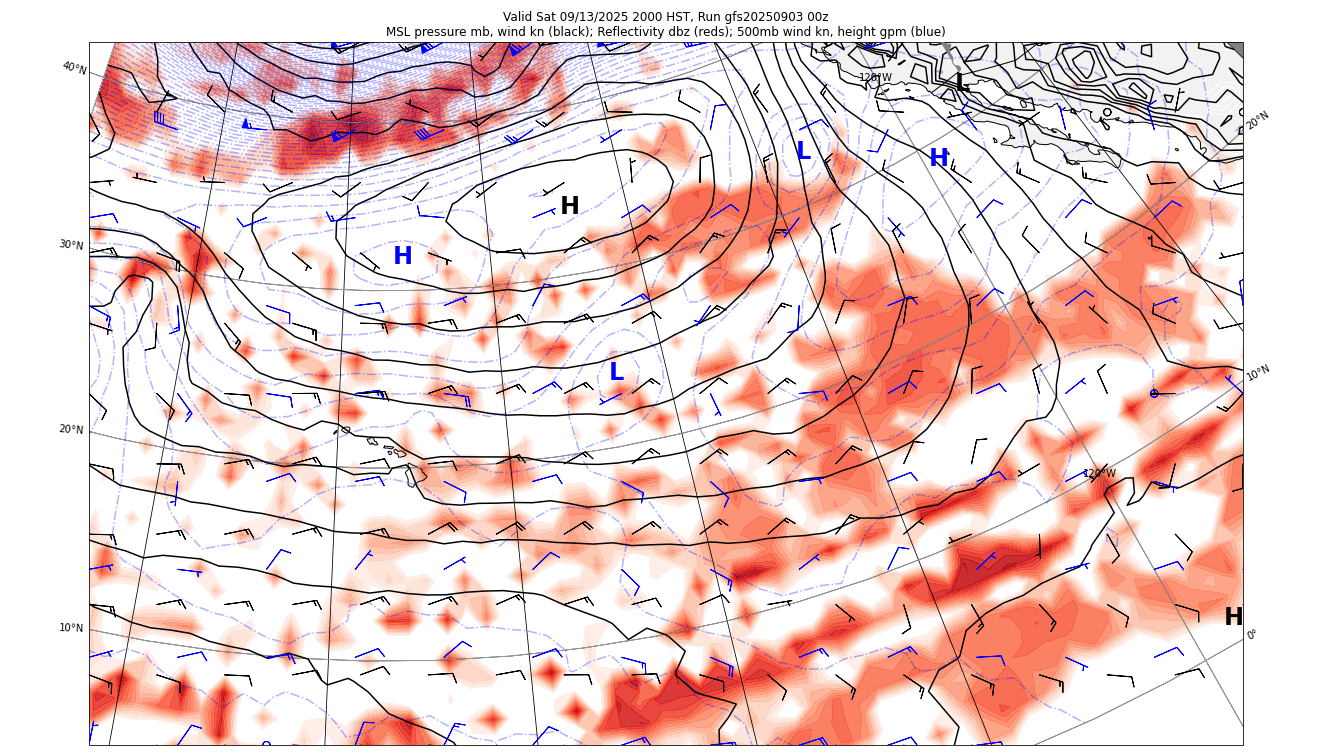 Valid Sat 09/13/2025 2000 HST, Run gfs20250903 00z
MSL pressure mb, wind kn (black); Reflectivity dbz (reds); 500mb wind kn, height gpm (blue)
40°N
120°W
L
20°N
L
H
H
30°N
H
L
10°N
20°N
120°W
10°N
H
0°